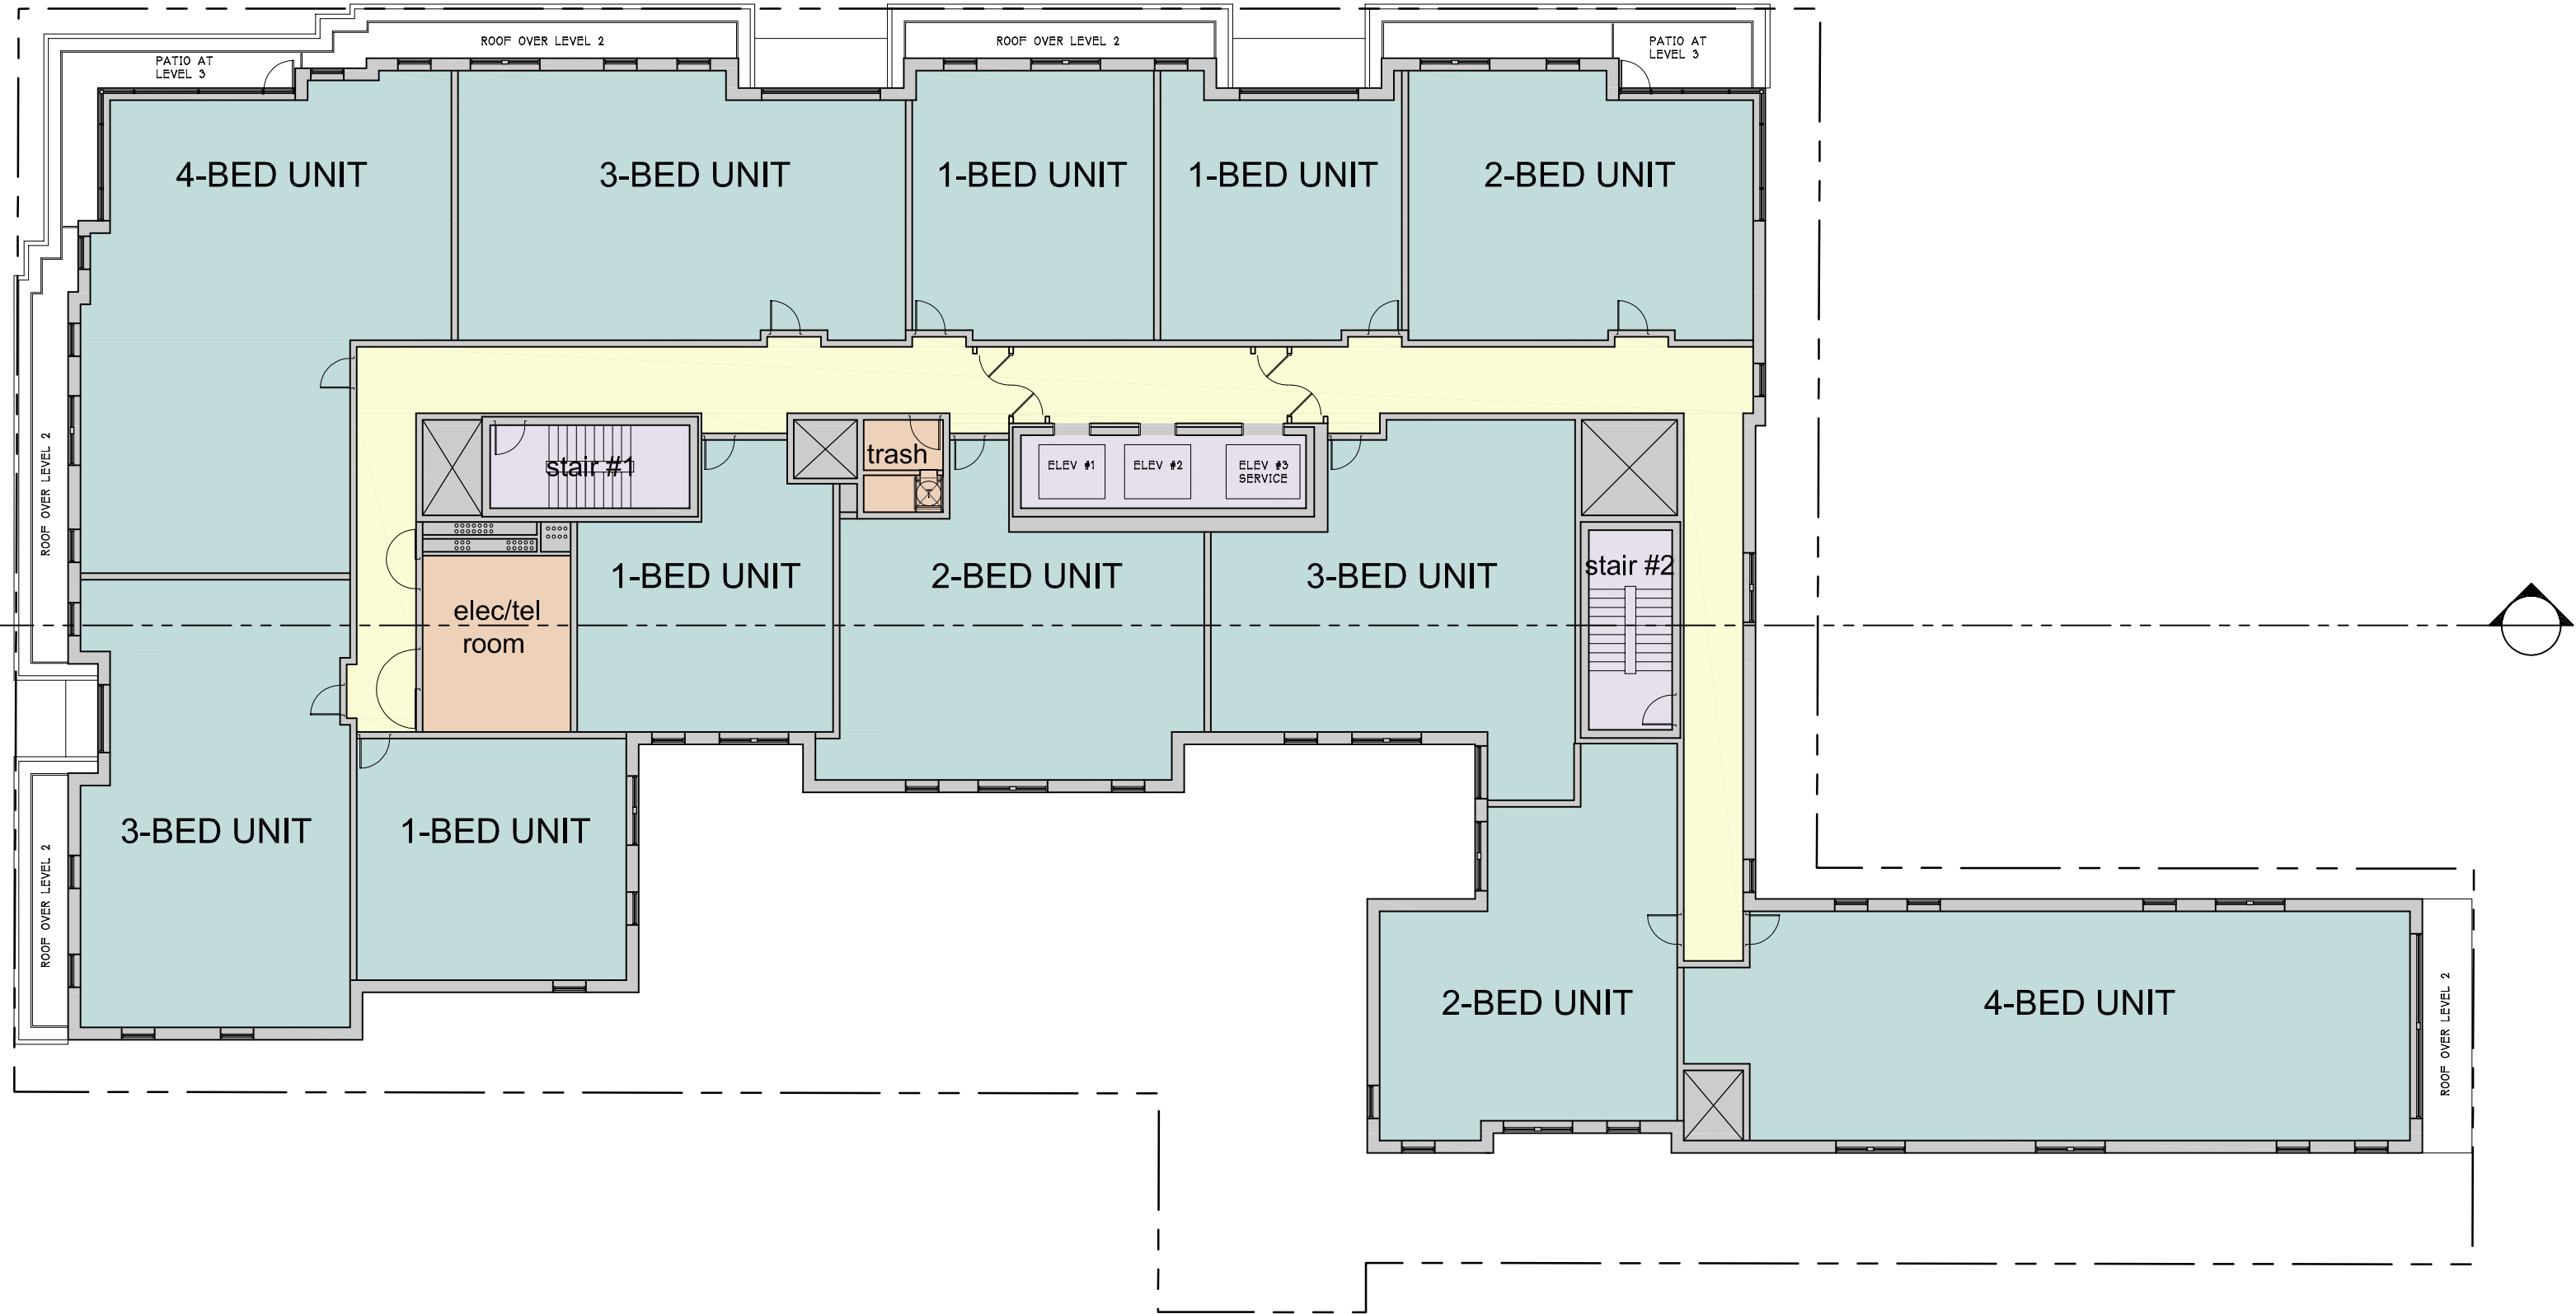 ROOF OVER LEVEL 2
ROOF OVER LEVEL 2
PATIO AT
LEVEL 3
PATIO AT
LEVEL 3
4-BED UNIT
3-BED UNIT
1-BED UNIT
1-BED UNIT
2-BED UNIT
ROOF OVER LEVEL 2
stair #1
trash
T
ELEV #1
ELEV #2
ELEV #3
SERVICE
1-BED UNIT
2-BED UNIT
3-BED UNIT
stair #2
elec/tel
room
3-BED UNIT
1-BED UNIT
ROOF OVER LEVEL 2
2-BED UNIT
4-BED UNIT
ROOF OVER LEVEL 2